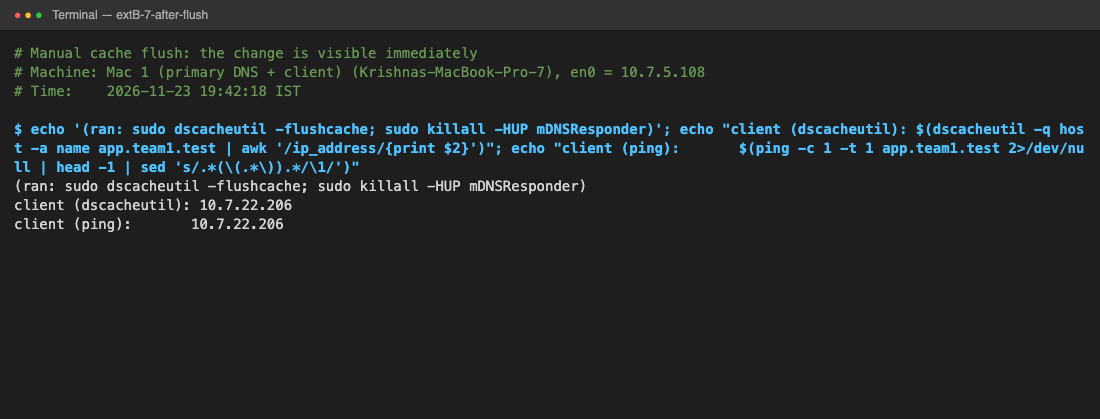 Terminal — extB-7-after-flush
# Manual cache flush: the change is visible immediately
# Machine: Mac 1 (primary DNS + client) (Krishnas-MacBook-Pro-7), en0 = 10.7.5.108
# Time:    2026-11-23 19:42:18 IST
$ echo '(ran: sudo dscacheutil -flushcache; sudo killall -HUP mDNSResponder)'; echo "client (dscacheutil): $(dscacheutil -q hos
t -a name app.team1.test | awk '/ip_address/{print $2}')"; echo "client (ping):       $(ping -c 1 -t 1 app.team1.test 2>/dev/nu
ll | head -1 | sed 's/.*(\(.*\)).*/\1/')"
(ran: sudo dscacheutil -flushcache; sudo killall -HUP mDNSResponder)
client (dscacheutil): 10.7.22.206
client (ping):       10.7.22.206